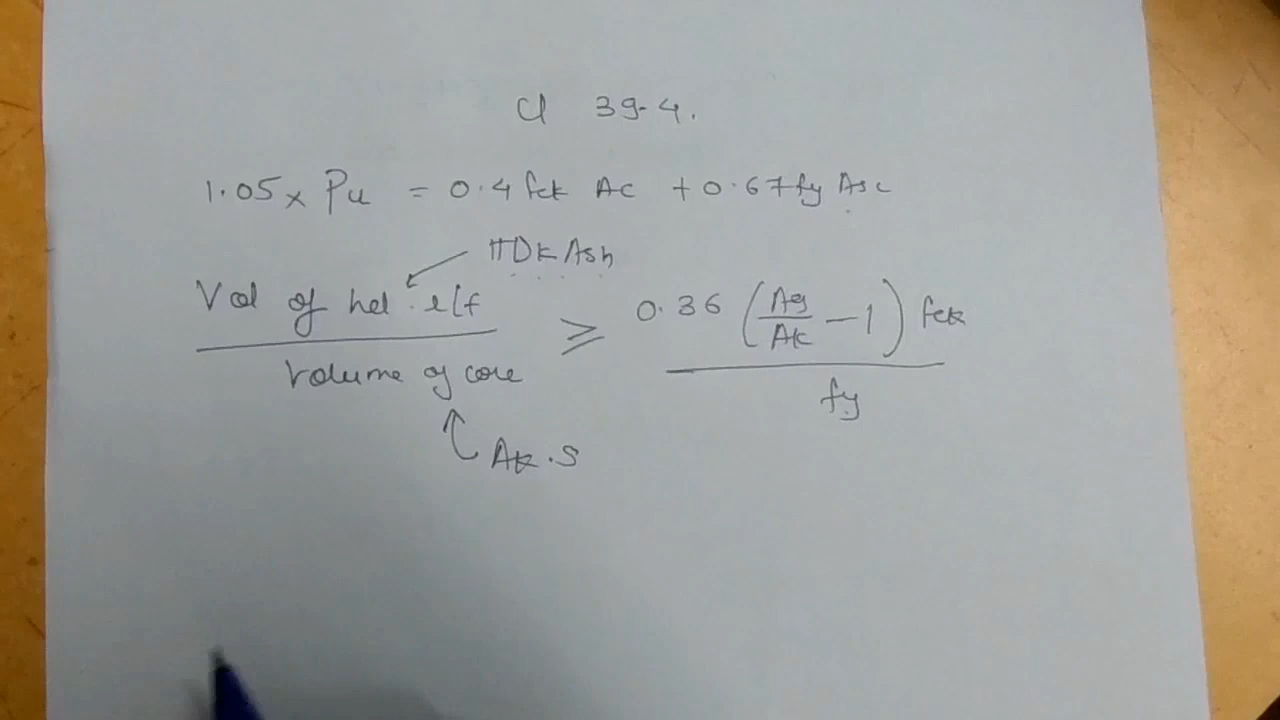 Cl 39.4.
1.05 x Pu = 0.4 fck Ac + 0.67 fy Asc
πDk Ash
Vol of hel r/f / Volume of core ≥ 0.36 (Ag/Ak − 1) fck / fy
Ak.S